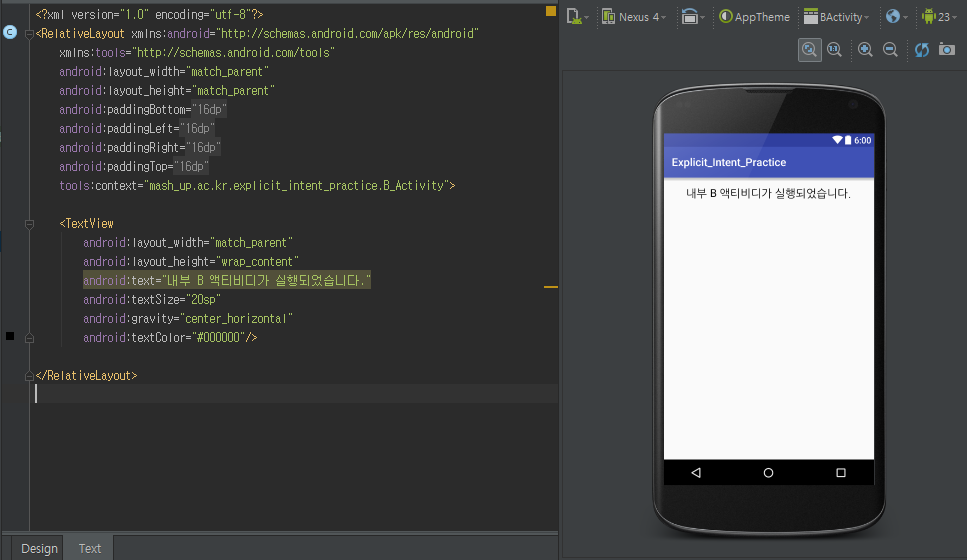 <?xml version="1.0" encoding="utf-8"?>
<RelativeLayout xmlns:android="http://schemas.android.com/apk/res/android"
xmlns:tools="http://schemas.android.com/tools"
android:layout_width="match_parent"
android:layout_height="match_parent"
android:paddingBottom="16dp"
android:paddingLeft="16dp"
android:paddingRight="16dp"
android:paddingTop="16dp"
tools:context="mash_up.ac.kr.explicit_intent_practice.B_Activity">
<TextView
android:layout_width="match_parent"
android:layout_height="wrap_content"
android:text="내부 B 액티비디가 실행되었습니다."
android:textSize="20sp"
android:gravity="center_horizontal"
android:textColor="#000000"/>
</RelativeLayout>
Design Text
Nexus 4 AppTheme BActivity 23
1:1
6:00
Explicit_Intent_Practice
내부 B 액티비디가 실행되었습니다.